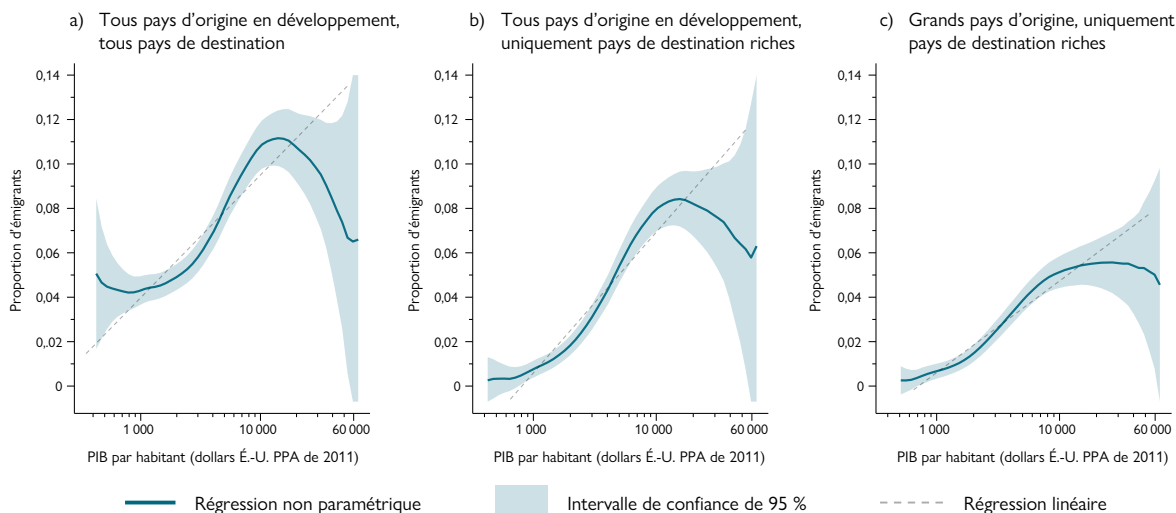 a) Tous pays d'origine en développement,
tous pays de destination
b) Tous pays d'origine en développement,
uniquement pays de destination riches
c) Grands pays d'origine, uniquement
pays de destination riches
Proportion d'émigrants
0,14
0,12
0,10
0,08
0,06
0,04
0,02
0
1 000
10 000
60 000
PIB par habitant (dollars É.-U. PPA de 2011)
Proportion d'émigrants
0,14
0,12
0,10
0,08
0,06
0,04
0,02
0
1 000
10 000
60 000
PIB par habitant (dollars É.-U. PPA de 2011)
Proportion d'émigrants
0,14
0,12
0,10
0,08
0,06
0,04
0,02
0
1 000
10 000
60 000
PIB par habitant (dollars É.-U. PPA de 2011)
Régression non paramétrique
Intervalle de confiance de 95 %
Régression linéaire